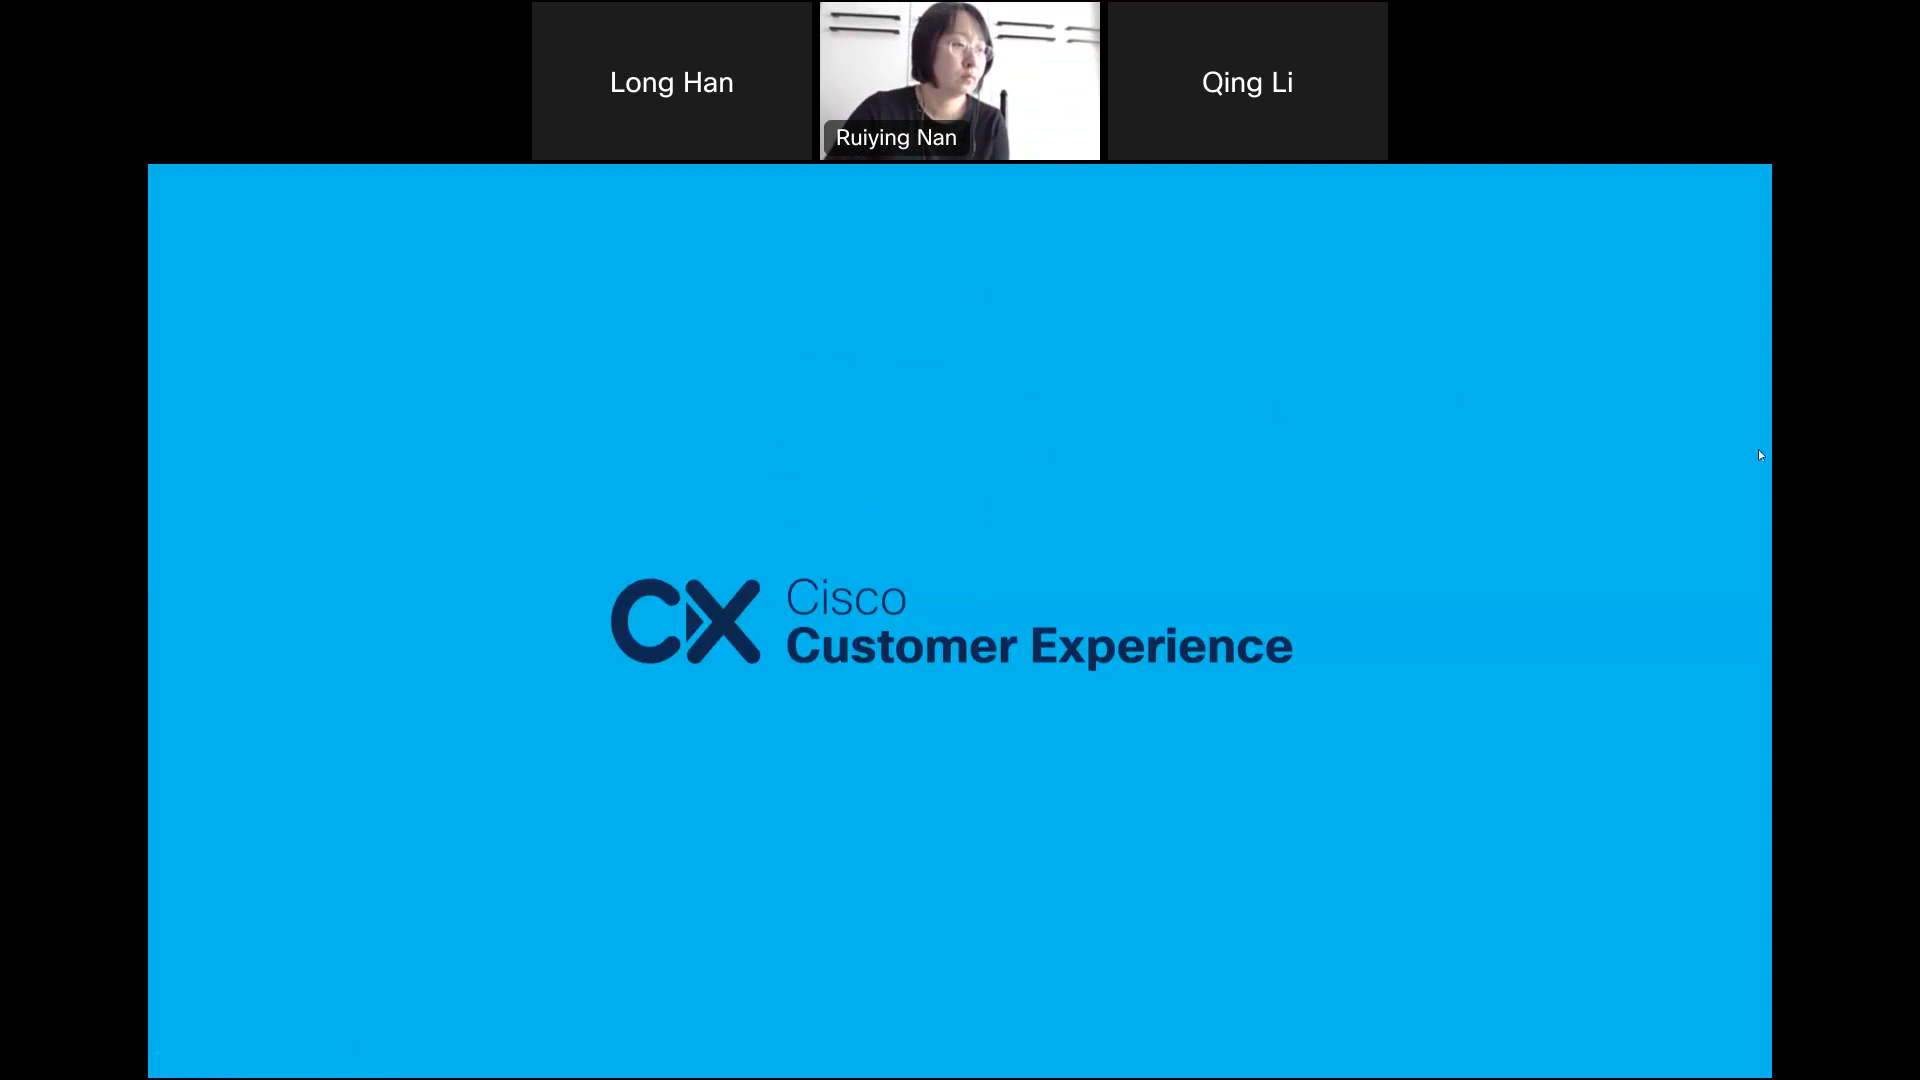 Long Han
Ruiying Nan
Qing Li
CX
Cisco
Customer Experience